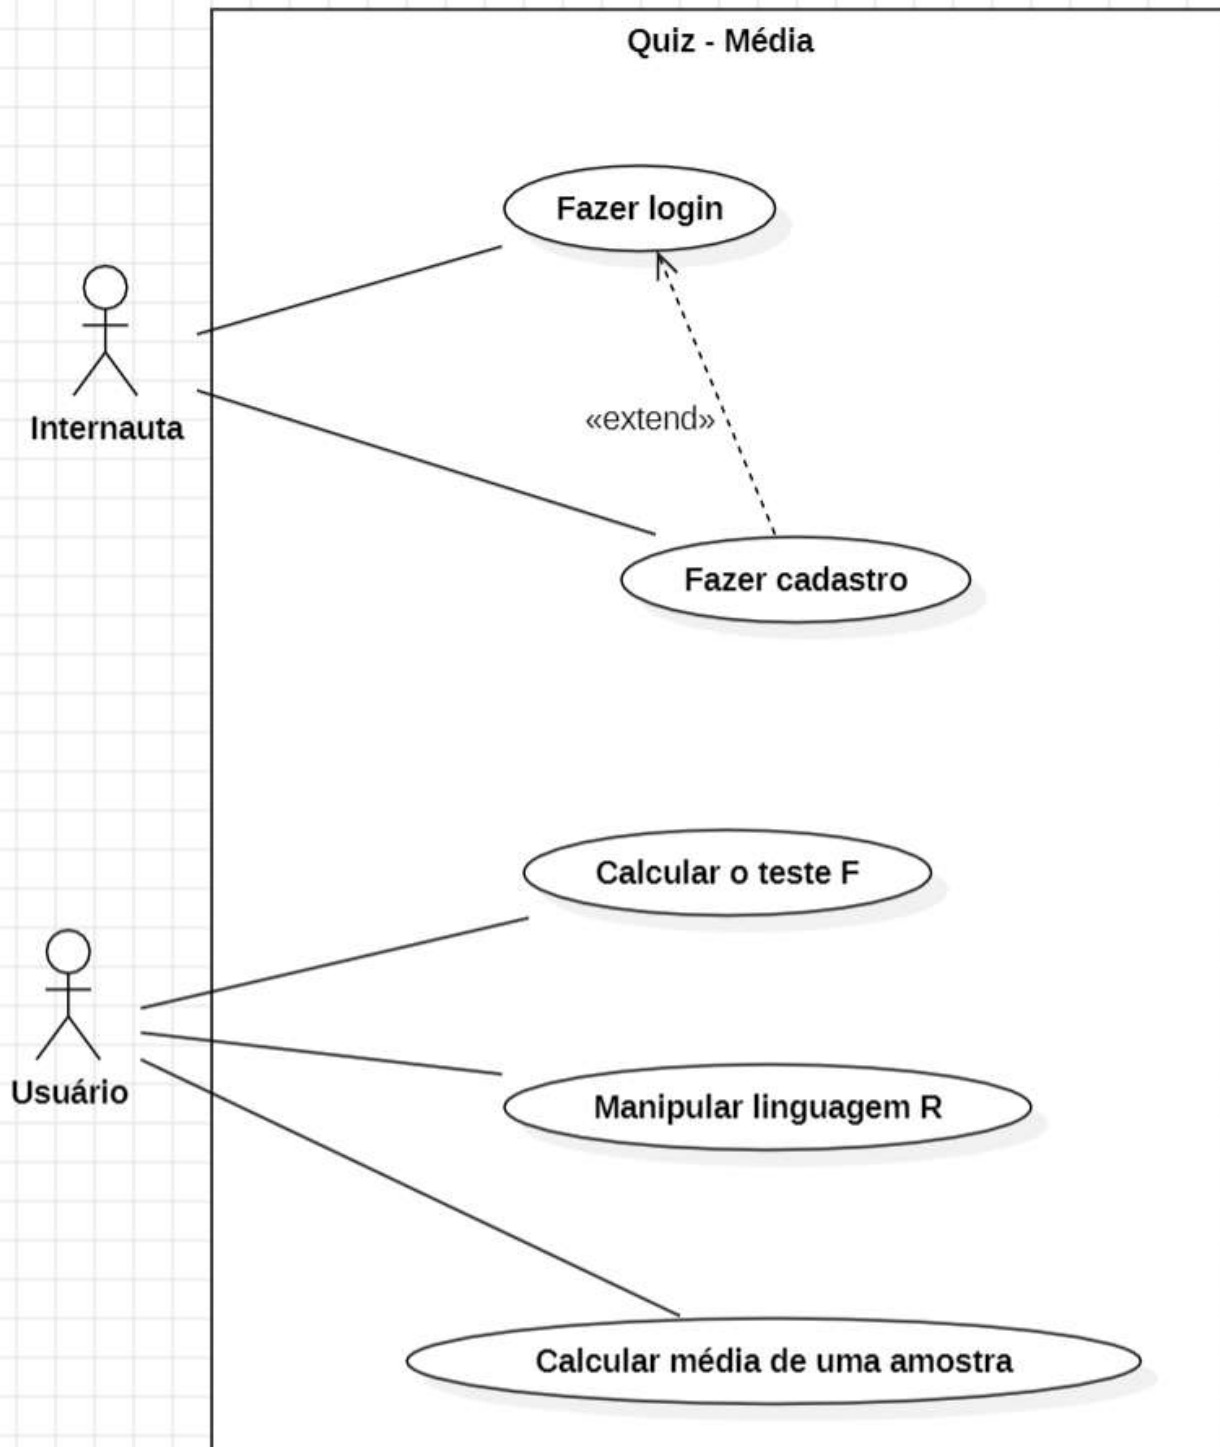 Quiz - Média
Fazer login
Internauta
«extend»
Fazer cadastro
Calcular o teste F
Usuário
Manipular linguagem R
Calcular média de uma amostra